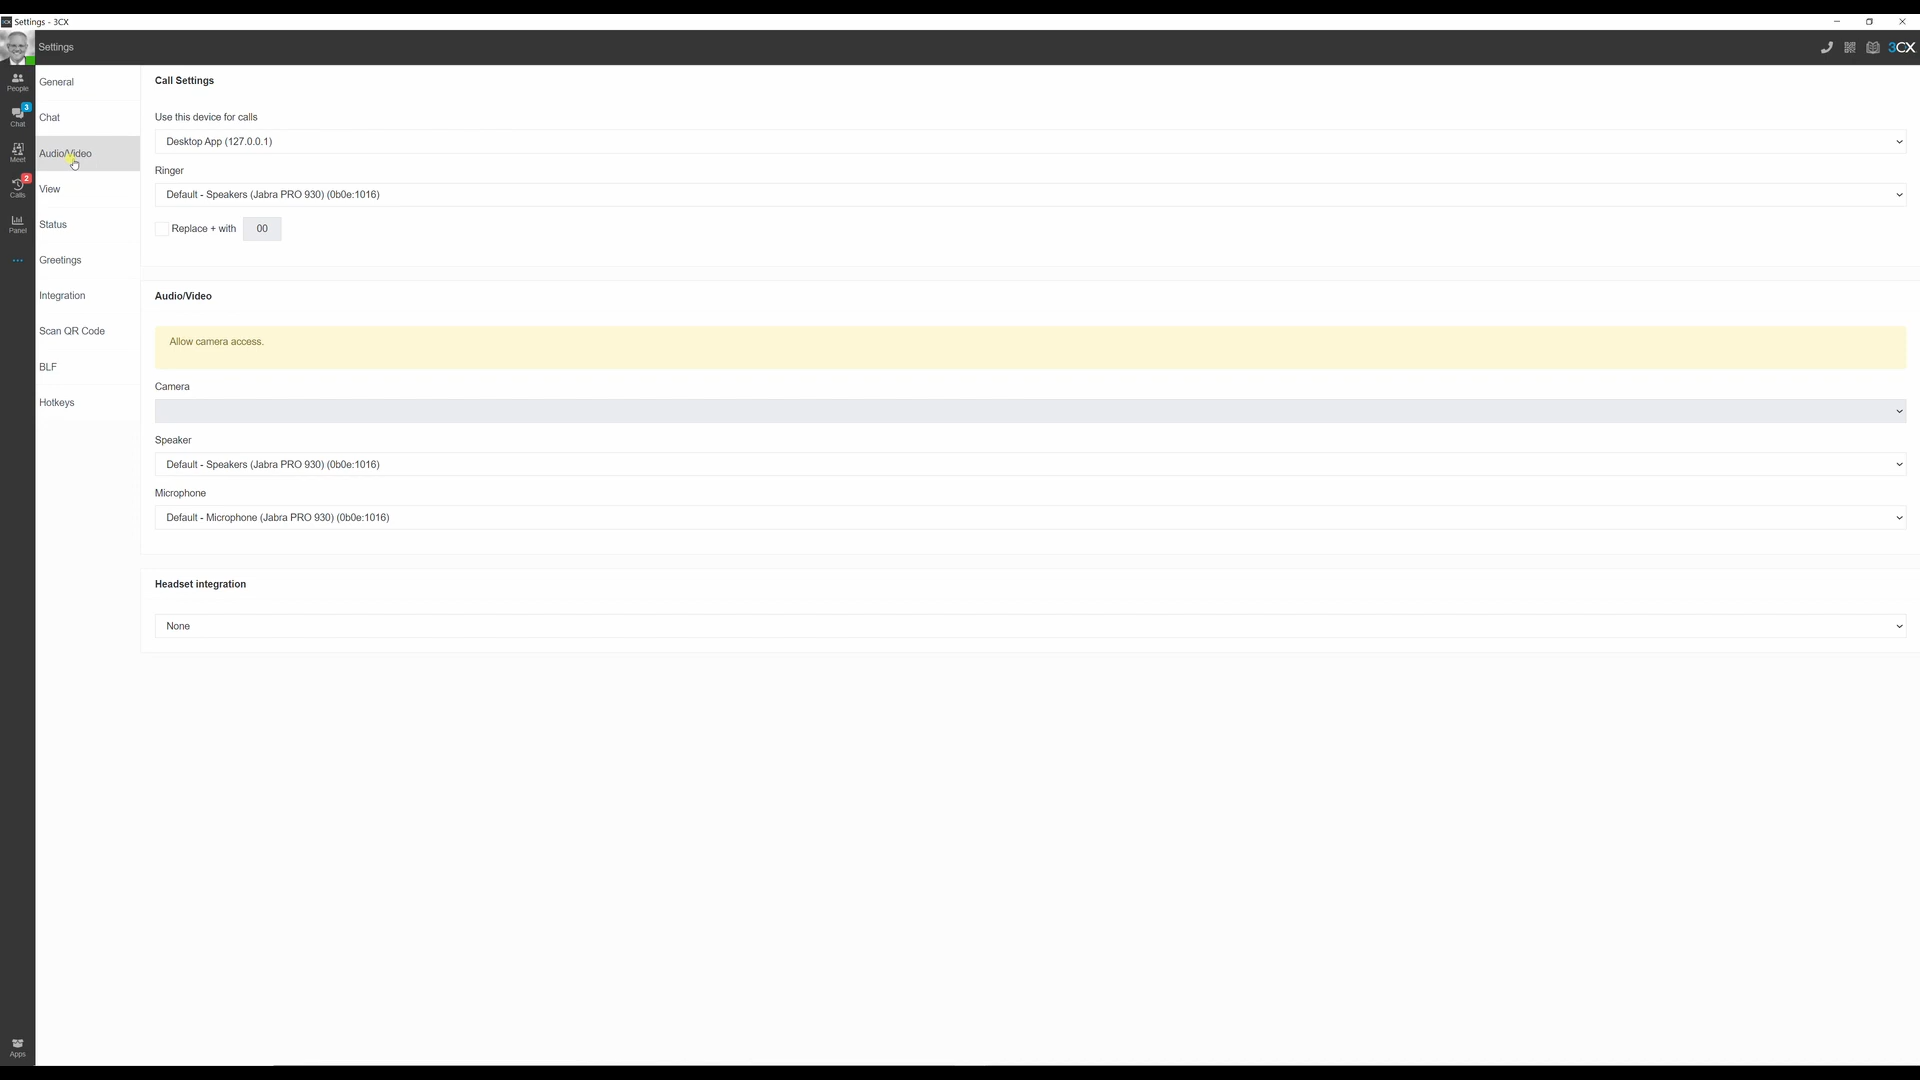 Settings - 3CX
Settings
3CX
People
3
Chat
Meet
2
Calls
Panel
Apps
General
Chat
Audio/Video
View
Status
Greetings
Integration
Scan QR Code
BLF
Hotkeys
Call Settings
Use this device for calls
Desktop App (127.0.0.1)
Ringer
Default - Speakers (Jabra PRO 930) (0b0e:1016)
Replace + with 00
Audio/Video
Allow camera access.
Camera
Speaker
Default - Speakers (Jabra PRO 930) (0b0e:1016)
Microphone
Default - Microphone (Jabra PRO 930) (0b0e:1016)
Headset integration
None